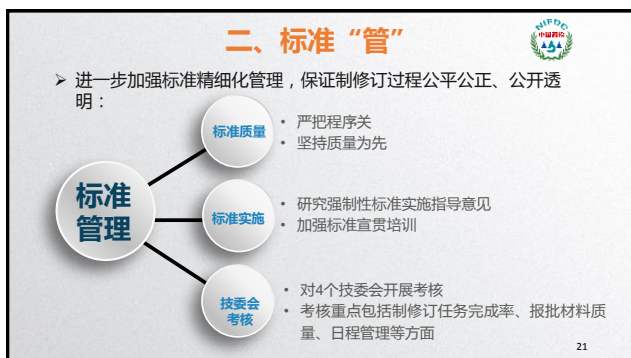 二、标准“管”
NIFDC
中国药检
➢ 进一步加强标准精细化管理，保证制修订过程公平公正、公开透
明：
标准质量
• 严把程序关
• 坚持质量为先
标准
管理
标准实施
• 研究强制性标准实施指导意见
• 加强标准宣贯培训
技委会
考核
• 对4个技委会开展考核
• 考核重点包括制修订任务完成率、报批材料质
量、日程管理等方面
21